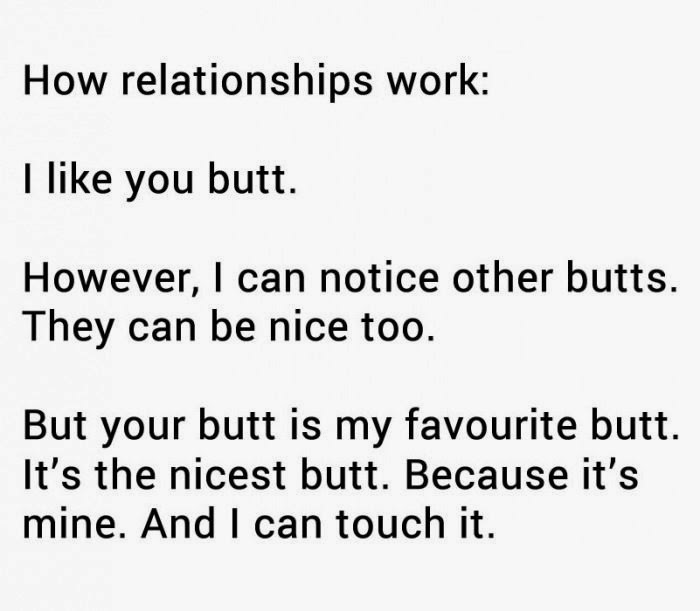 How relationships work:
I like you butt.
However, I can notice other butts.
They can be nice too.
But your butt is my favourite butt.
It’s the nicest butt. Because it’s
mine. And I can touch it.